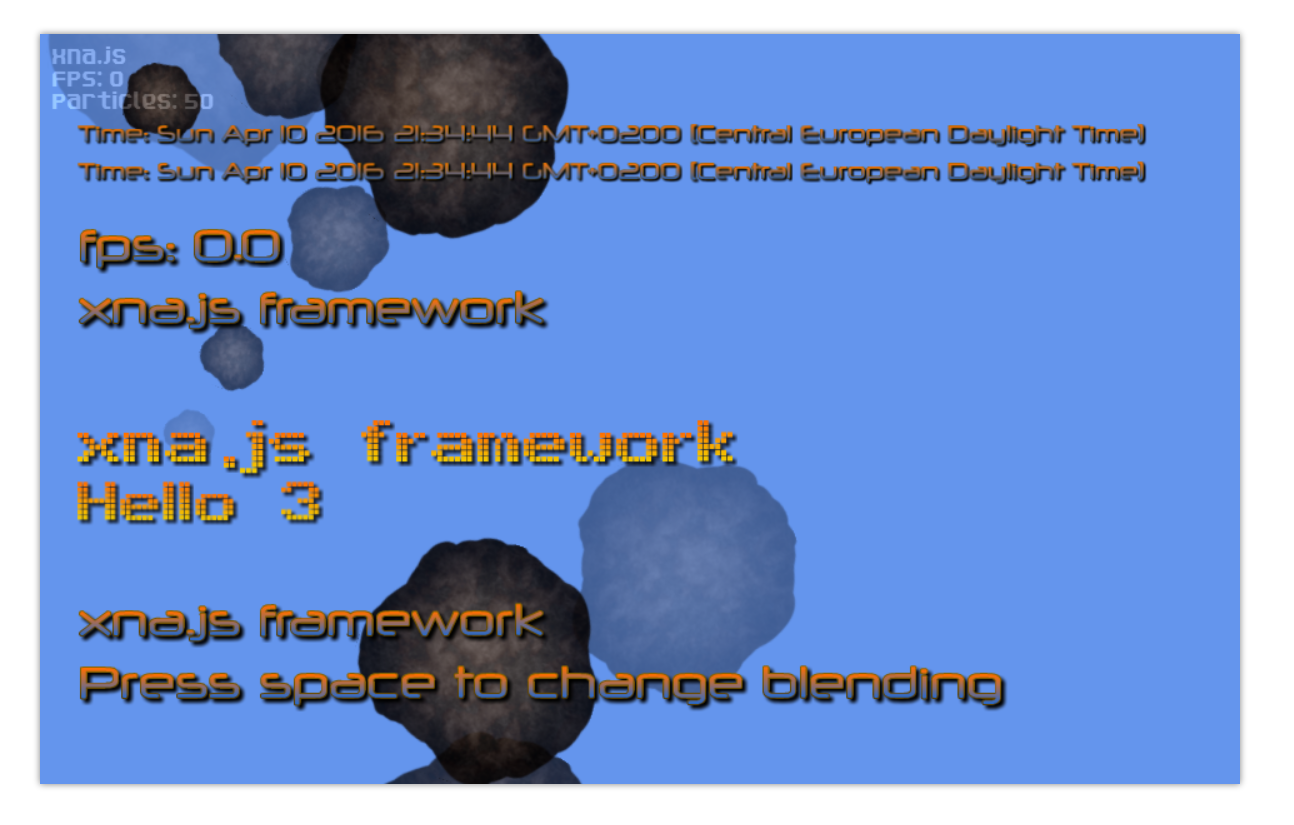 xna.js
FPS: 0
Particles: 50
Time: Sun Apr 10 2016 21:34:44 GMT+0200 (Central European Daylight Time)
Time: Sun Apr 10 2016 21:34:44 GMT+0200 (Central European Daylight Time)
fps: 0.0
xna.js framework
xna.js framework
Hello 3
xna.js framework
Press space to change blending